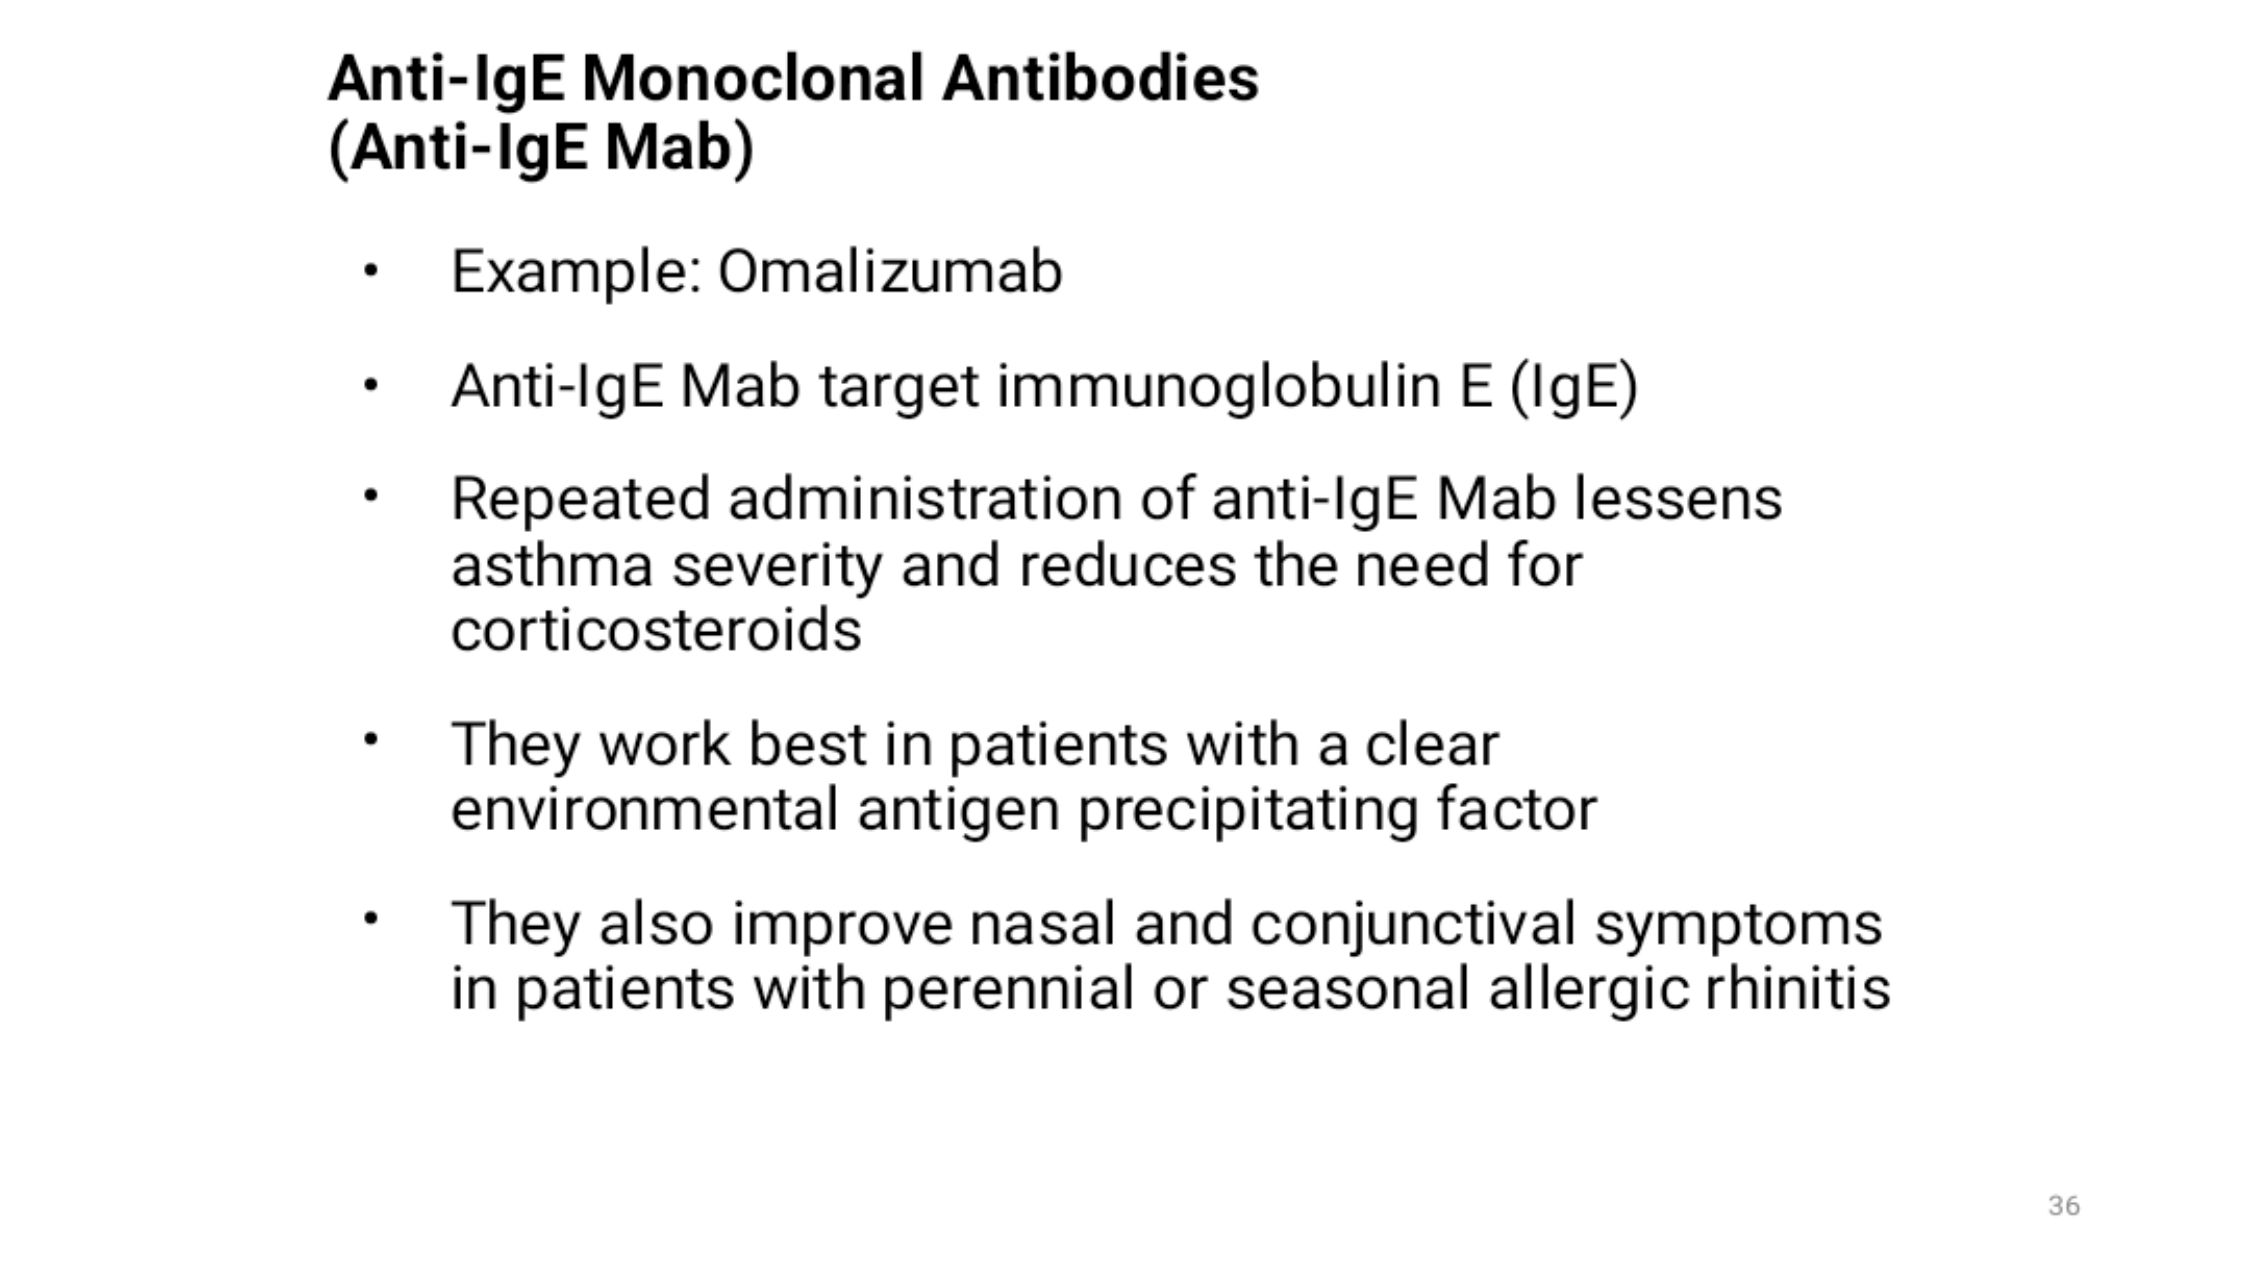 Anti-IgE Monoclonal Antibodies
(Anti-IgE Mab)
• Example: Omalizumab
• Anti-IgE Mab target immunoglobulin E (IgE)
• Repeated administration of anti-IgE Mab lessens
asthma severity and reduces the need for
corticosteroids
• They work best in patients with a clear
environmental antigen precipitating factor
• They also improve nasal and conjunctival symptoms
in patients with perennial or seasonal allergic rhinitis
36